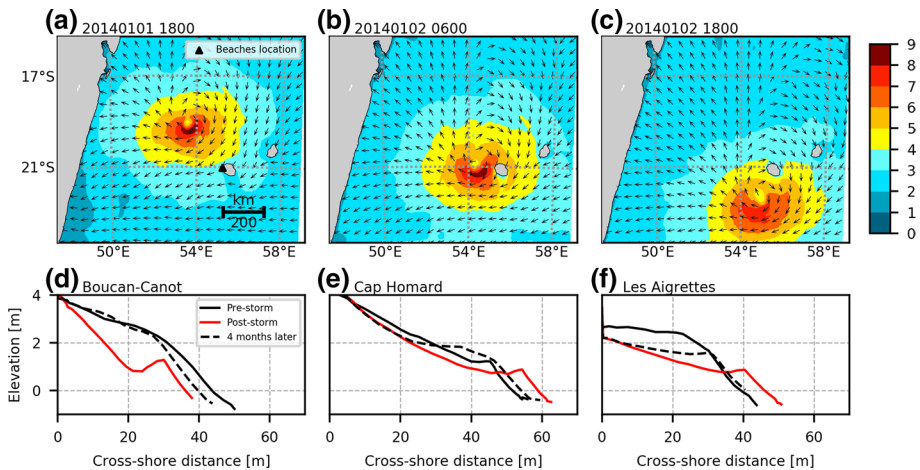 (a) 20140101 1800
(b) 20140102 0600
(c) 20140102 1800
Beaches location
17°S
21°S
km
200
50°E 54°E 58°E
50°E 54°E 58°E
50°E 54°E 58°E
9
8
7
6
5
4
3
2
1
0
(d) Boucan-Canot
(e) Cap Homard
(f) Les Aigrettes
Pre-storm
Post-storm
4 months later
Elevation [m]
4
2
0
0 20 40 60
0 20 40 60
0 20 40 60
Cross-shore distance [m]
Cross-shore distance [m]
Cross-shore distance [m]